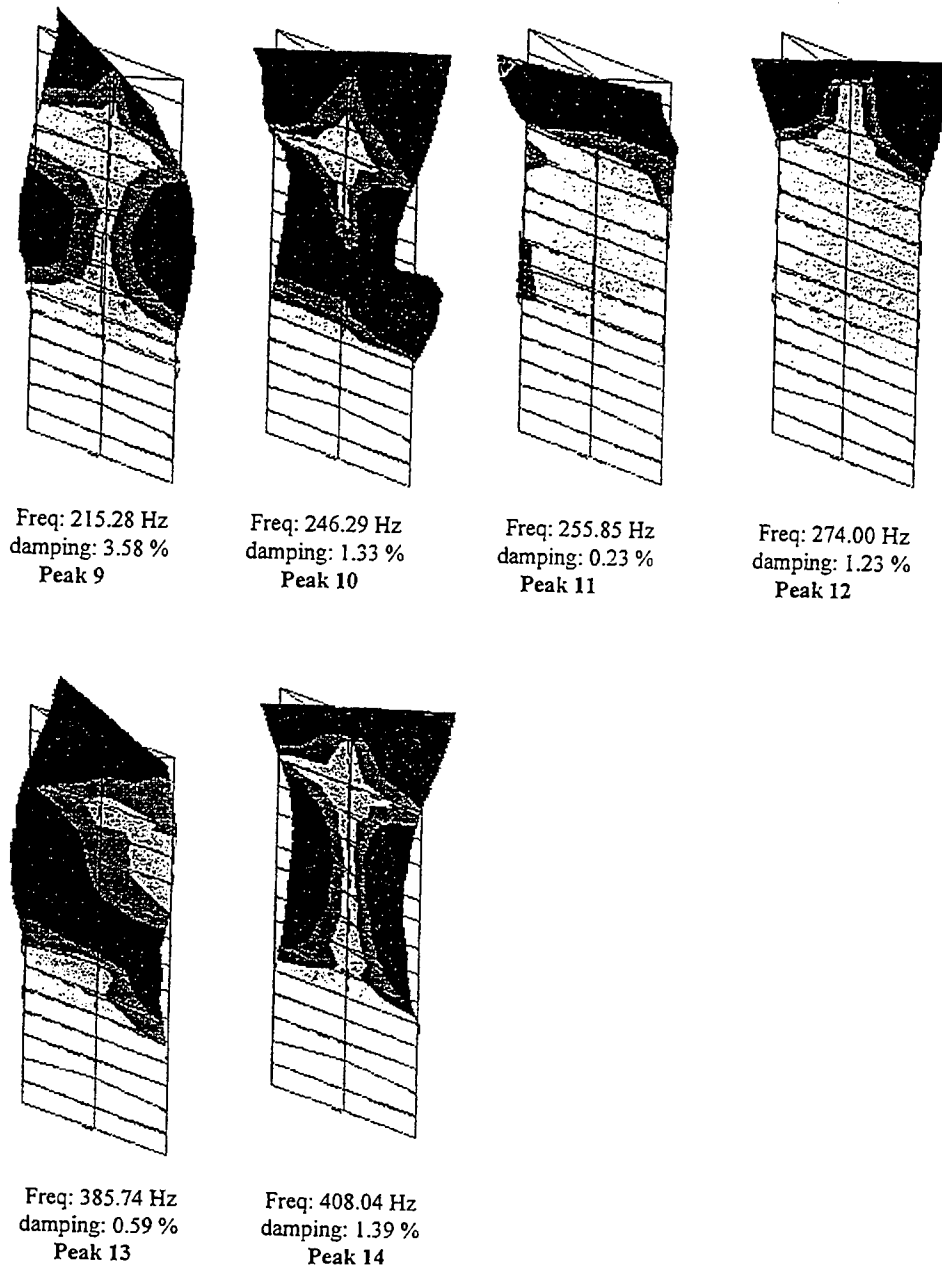 Freq: 215.28 Hz
damping: 3.58 %
Peak 9
Freq: 246.29 Hz
damping: 1.33 %
Peak 10
Freq: 255.85 Hz
damping: 0.23 %
Peak 11
Freq: 274.00 Hz
damping: 1.23 %
Peak 12
Freq: 385.74 Hz
damping: 0.59 %
Peak 13
Freq: 408.04 Hz
damping: 1.39 %
Peak 14